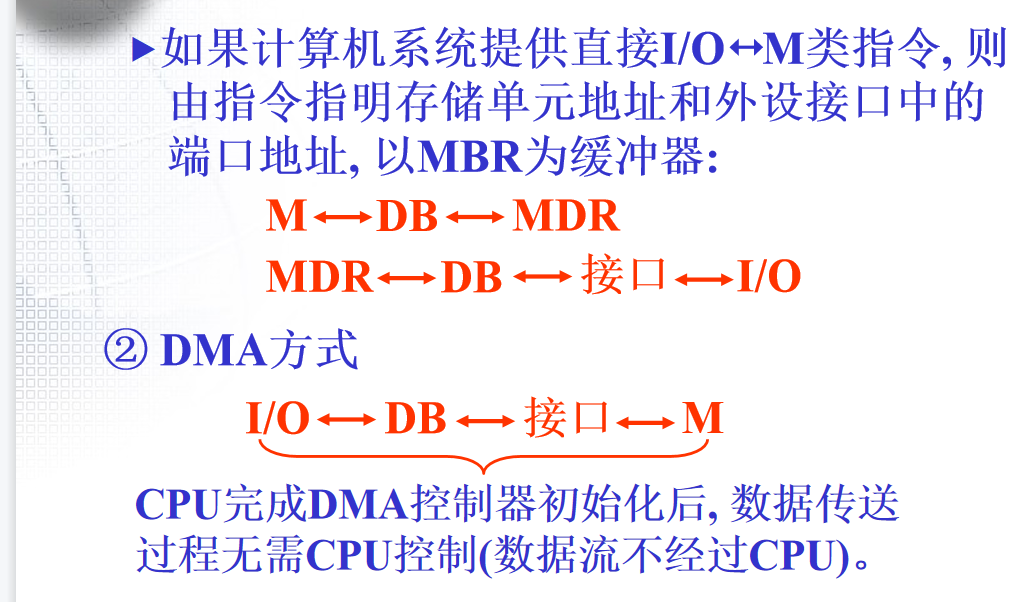 ▶如果计算机系统提供直接I/O↔M类指令, 则
由指令指明存储单元地址和外设接口中的
端口地址, 以MBR为缓冲器:
M⟷DB⟷MDR
MDR⟷DB⟷接口⟷I/O
② DMA方式
I/O⟷DB⟷接口⟷M
CPU完成DMA控制器初始化后, 数据传送
过程无需CPU控制(数据流不经过CPU)。